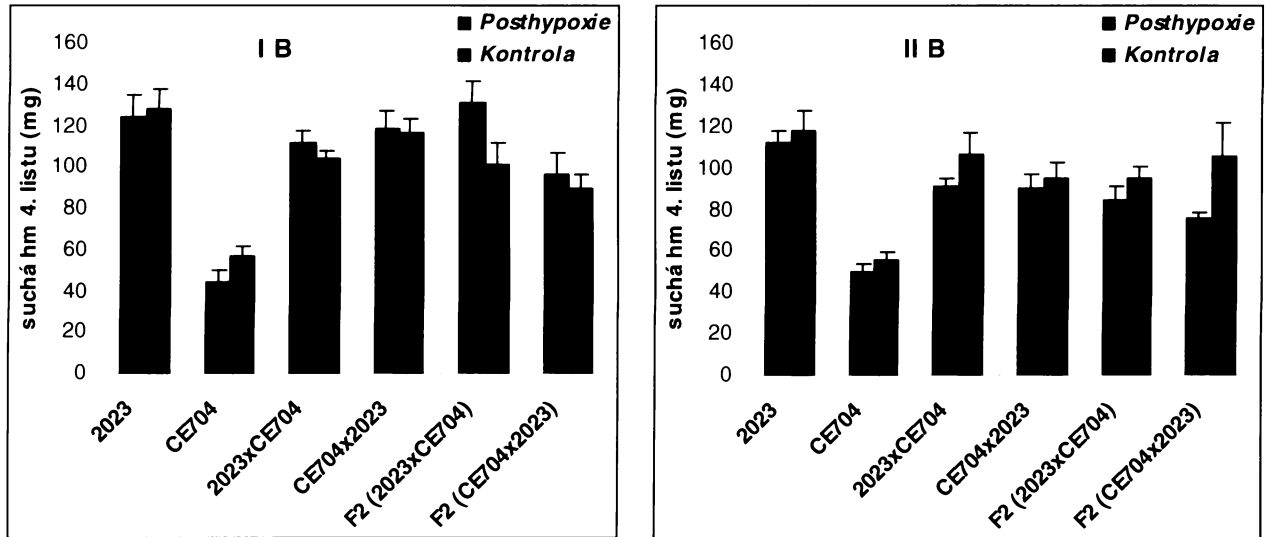 Posthypoxie
Kontrola
I B
suchá hm 4. listu (mg)
160
140
120
100
80
60
40
20
0
2023
CE704
2023xCE704
CE704x2023
F2 (2023xCE704)
F2 (CE704x2023)
Posthypoxie
Kontrola
II B
suchá hm 4. listu (mg)
160
140
120
100
80
60
40
20
0
2023
CE704
2023xCE704
CE704x2023
F2 (2023xCE704)
F2 (CE704x2023)